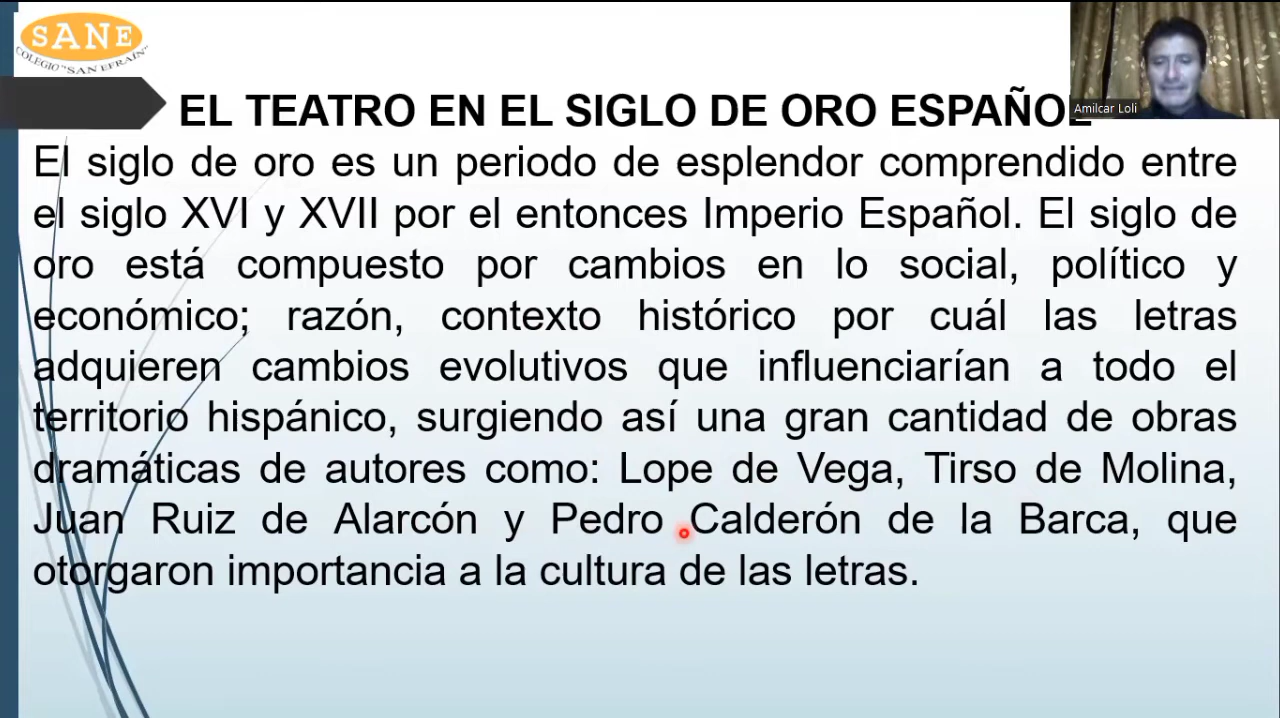 SANE
COLEGIO "SAN EFRAÍN"
Amilcar Loli
EL TEATRO EN EL SIGLO DE ORO ESPAÑOL
El siglo de oro es un periodo de esplendor comprendido entre
el siglo XVI y XVII por el entonces Imperio Español. El siglo de
oro está compuesto por cambios en lo social, político y
económico; razón, contexto histórico por cuál las letras
adquieren cambios evolutivos que influenciarían a todo el
territorio hispánico, surgiendo así una gran cantidad de obras
dramáticas de autores como: Lope de Vega, Tirso de Molina,
Juan Ruiz de Alarcón y Pedro Calderón de la Barca, que
otorgaron importancia a la cultura de las letras.